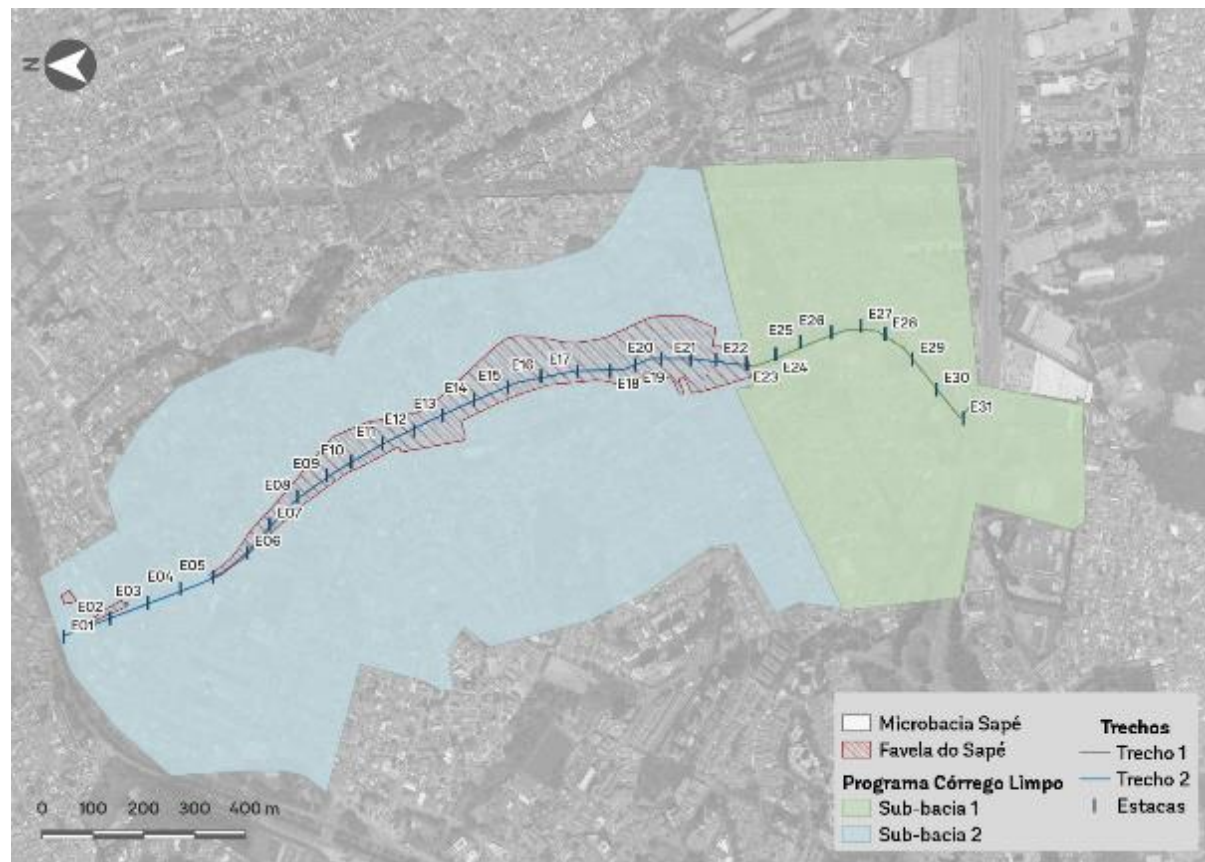 N
E01
E02
E03
E04
E05
E06
E07
E08
E09
E10
E11
E12
E13
E14
E15
E16
E17
E18
E19
E20
E21
E22
E23
E24
E25
E26
E27
E28
E29
E30
E31
0 100 200 300 400 m
Microbacia Sapé
Favela do Sapé
Programa Córrego Limpo
Sub-bacia 1
Sub-bacia 2
Trechos
Trecho 1
Trecho 2
Estacas